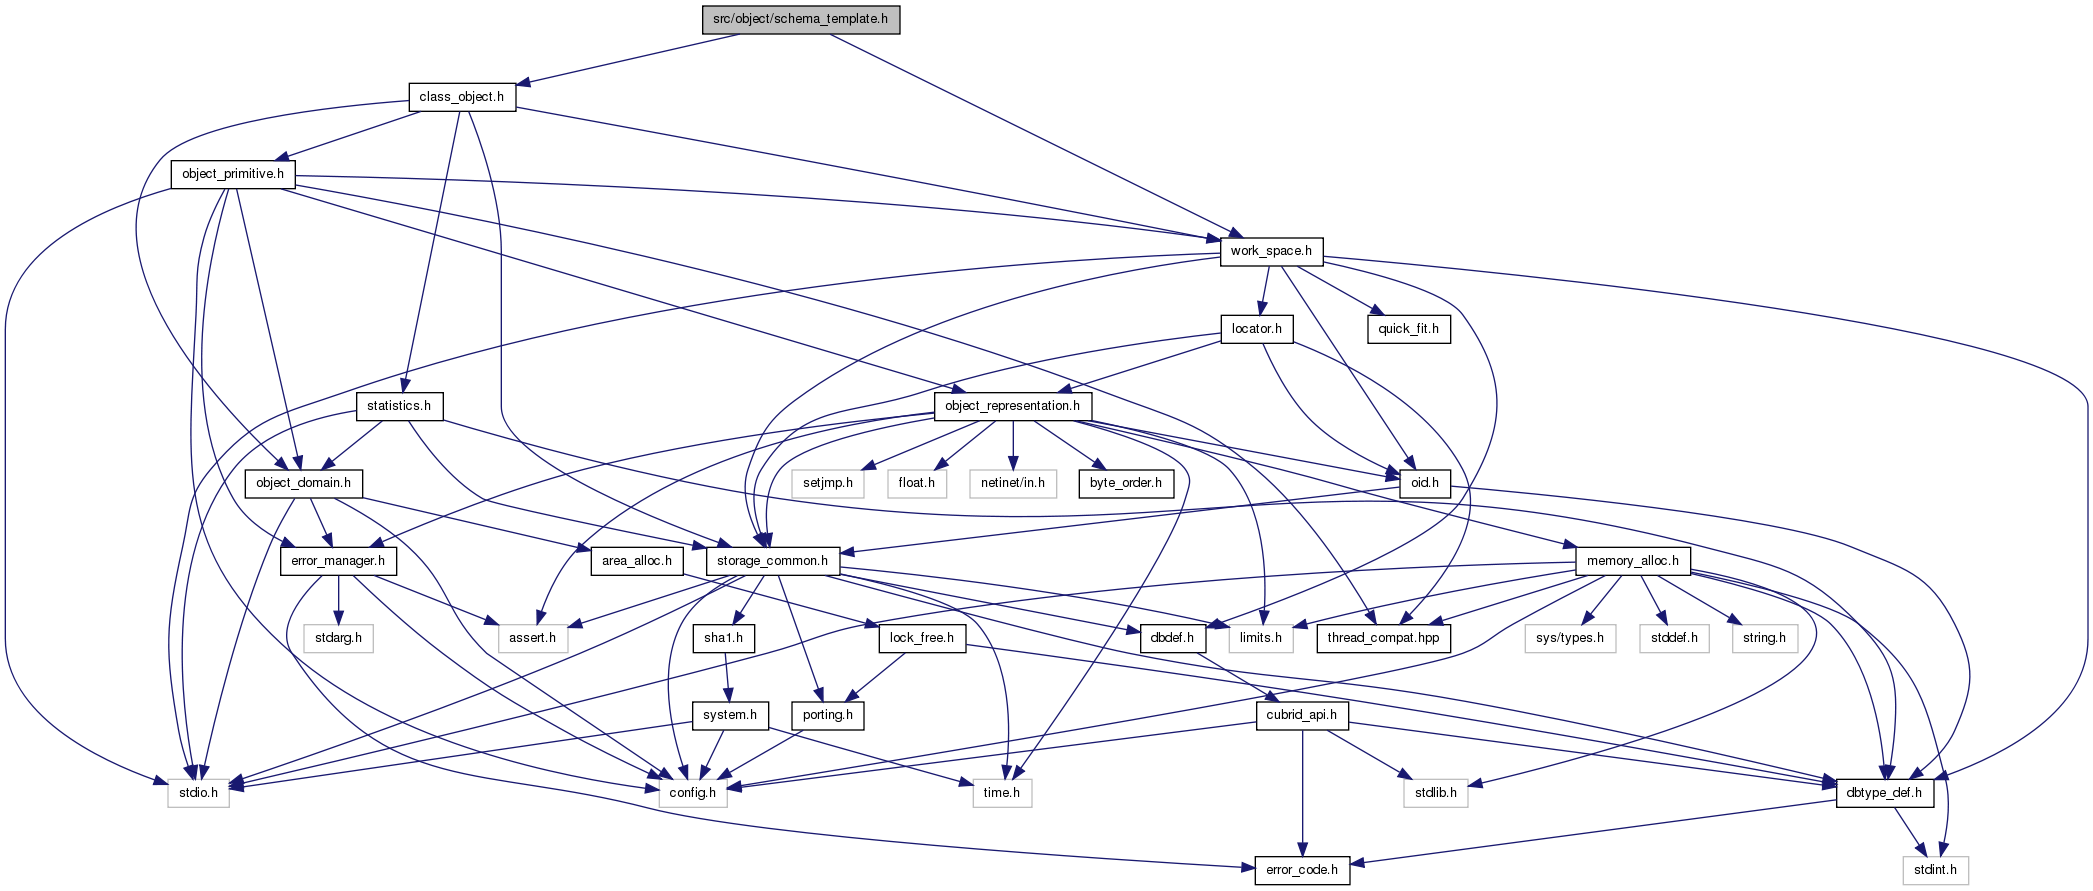 src/object/schema_template.h
class_object.h
object_primitive.h
work_space.h
locator.h
quick_fit.h
statistics.h
object_representation.h
object_domain.h
setjmp.h
float.h
netinet/in.h
byte_order.h
oid.h
error_manager.h
area_alloc.h
storage_common.h
memory_alloc.h
stdarg.h
assert.h
sha1.h
lock_free.h
dbdef.h
limits.h
thread_compat.hpp
sys/types.h
stddef.h
string.h
system.h
porting.h
cubrid_api.h
stdio.h
config.h
time.h
stdlib.h
dbtype_def.h
error_code.h
stdint.h